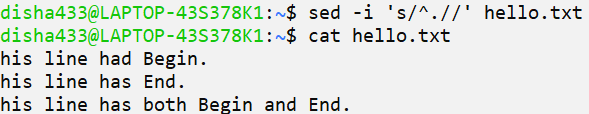 disha433@LAPTOP-43S378K1:~$ sed -i 's/^.//' hello.txt
disha433@LAPTOP-43S378K1:~$ cat hello.txt
his line had Begin.
his line has End.
his line has both Begin and End.